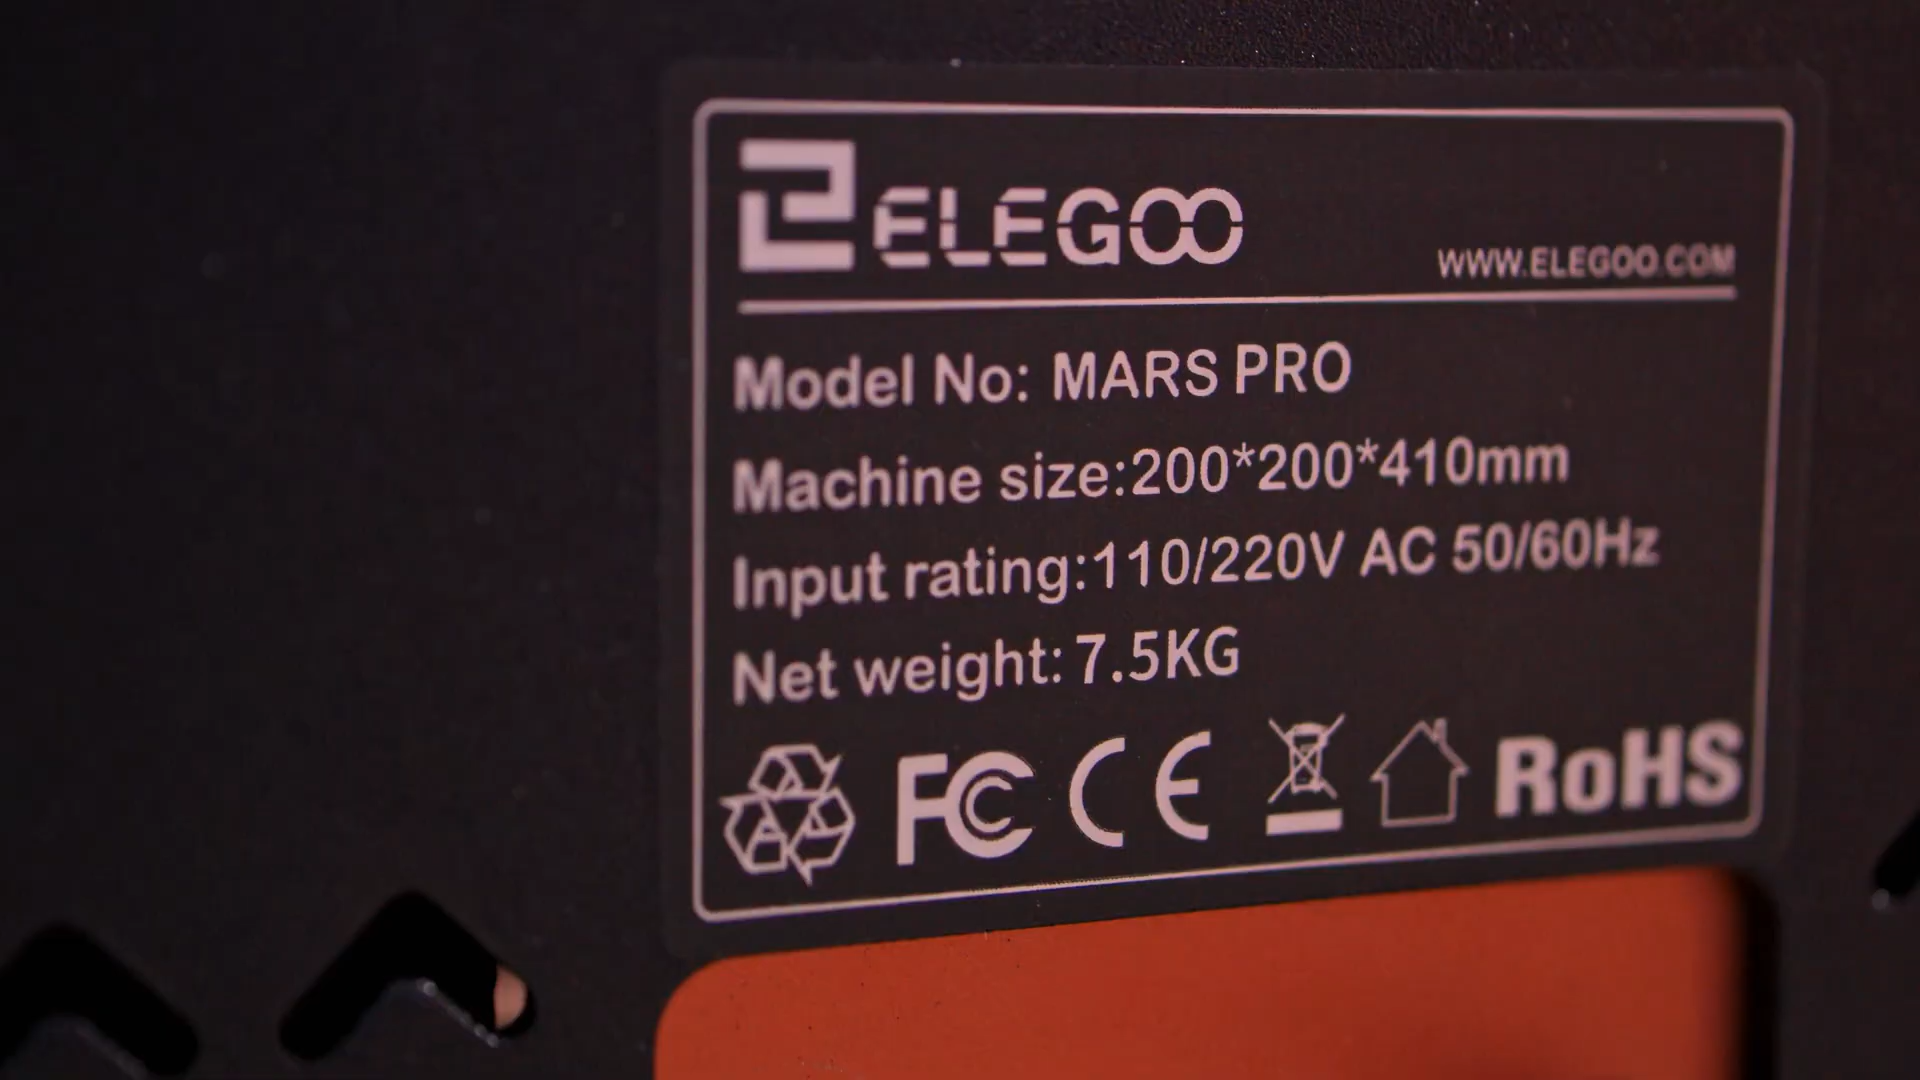 ELEGOO
WWW.ELEGOO.COM
Model No: MARS PRO
Machine size:200*200*410mm
Input rating:110/220V AC 50/60Hz
Net weight:7.5KG
FC CE RoHS